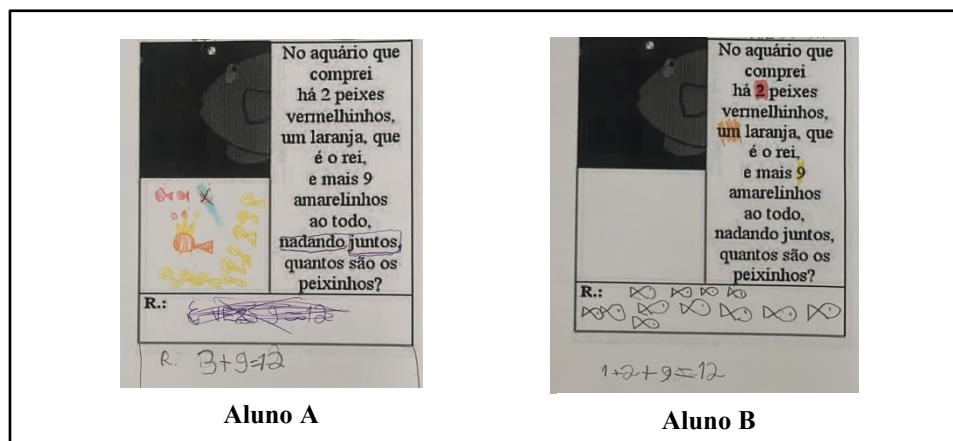 No aquário que
comprei
há 2 peixes
vermelhinhos,
um laranja, que
é o rei,
e mais 9
amarelinhos
ao todo,
nadando juntos,
quantos são os
peixinhos?
R.:
R: 3+9=12
Aluno A
No aquário que
comprei
há 2 peixes
vermelhinhos,
um laranja, que
é o rei,
e mais 9
amarelinhos
ao todo,
nadando juntos,
quantos são os
peixinhos?
R.:
1+2+9=12
Aluno B